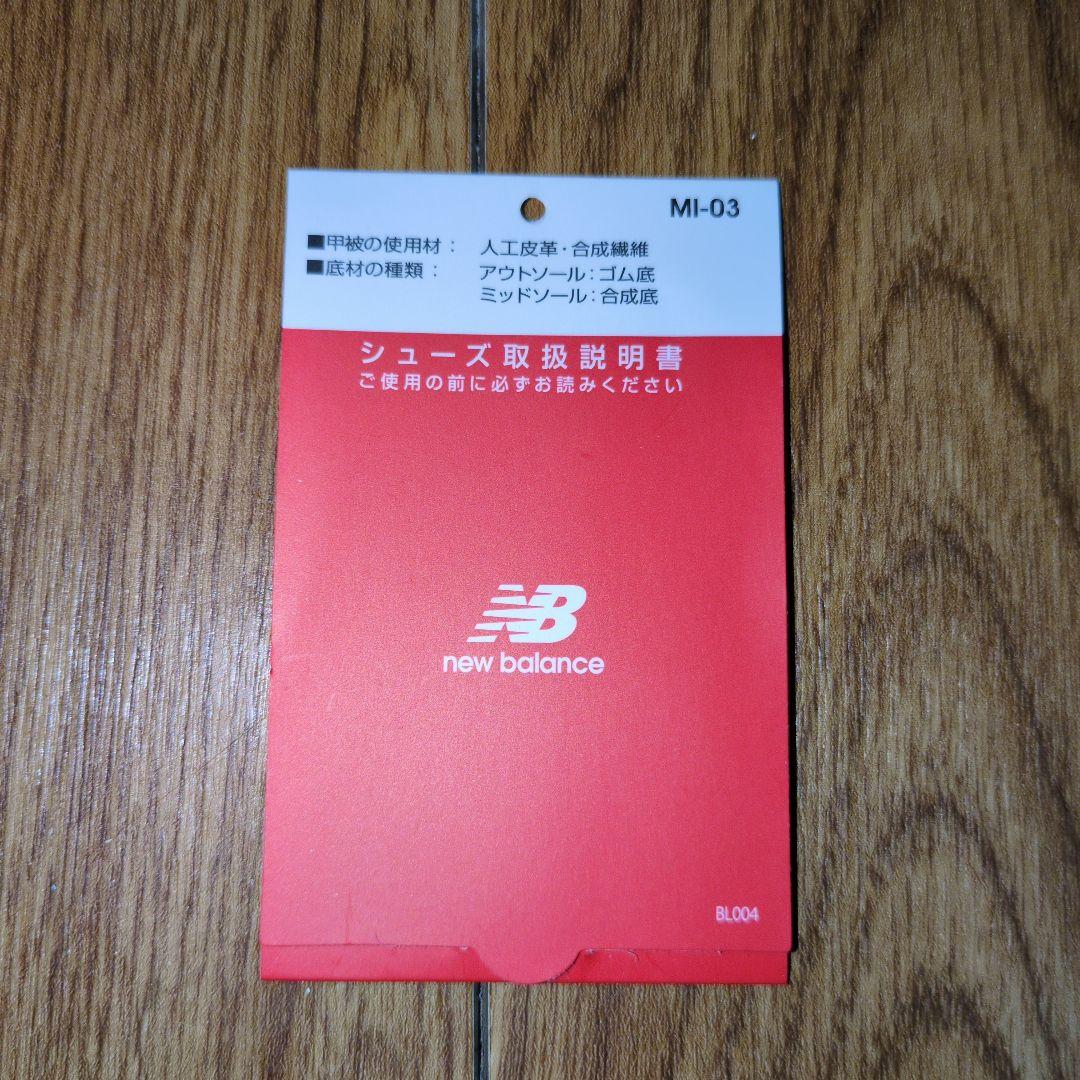 MI-03
■甲被の使用材： 人工皮革・合成繊維
■底材の種類： アウトソール：ゴム底
ミッドソール：合成底
シューズ取扱説明書
ご使用の前に必ずお読みください
NB
new balance
BL004